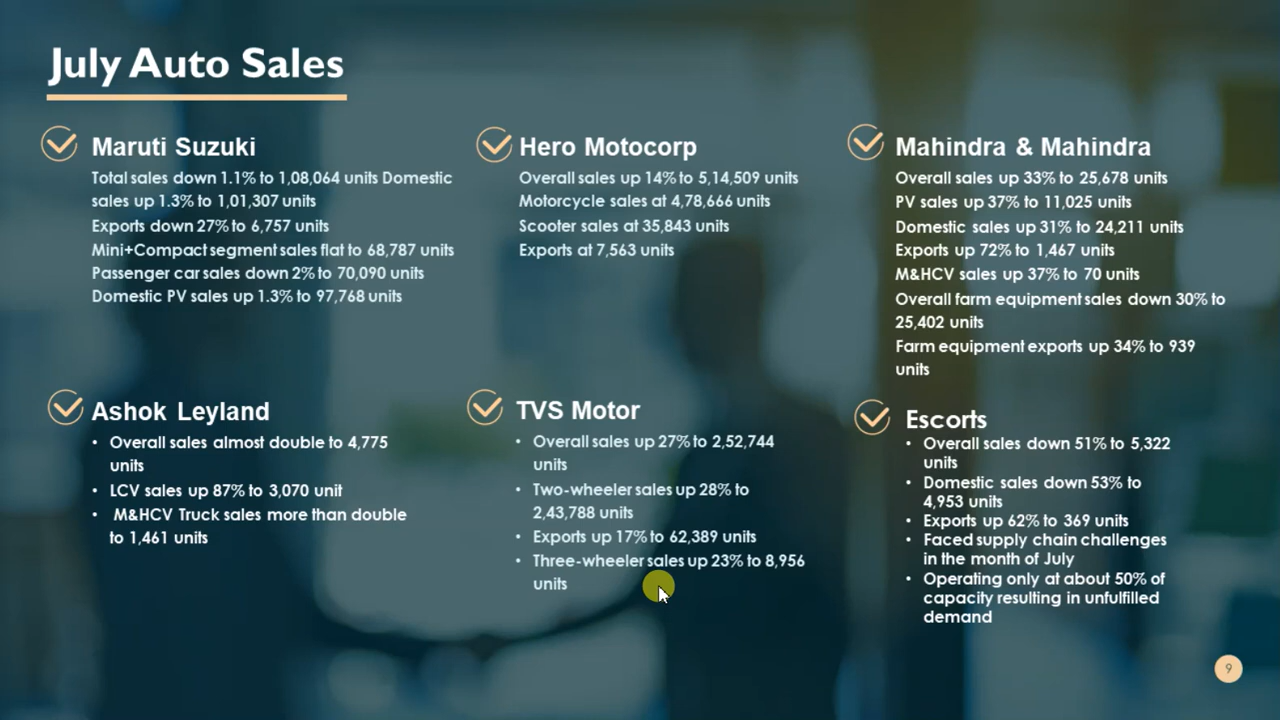 July Auto Sales
Maruti Suzuki
Total sales down 1.1% to 1,08,064 units Domestic
sales up 1.3% to 1,01,307 units
Exports down 27% to 6,757 units
Mini+Compact segment sales flat to 68,787 units
Passenger car sales down 2% to 70,090 units
Domestic PV sales up 1.3% to 97,768 units
Hero Motocorp
Overall sales up 14% to 5,14,509 units
Motorcycle sales at 4,78,666 units
Scooter sales at 35,843 units
Exports at 7,563 units
Mahindra & Mahindra
Overall sales up 33% to 25,678 units
PV sales up 37% to 11,025 units
Domestic sales up 31% to 24,211 units
Exports up 72% to 1,467 units
M&HCV sales up 37% to 70 units
Overall farm equipment sales down 30% to
25,402 units
Farm equipment exports up 34% to 939
units
Ashok Leyland
• Overall sales almost double to 4,775
units
• LCV sales up 87% to 3,070 unit
• M&HCV Truck sales more than double
to 1,461 units
TVS Motor
• Overall sales up 27% to 2,52,744
units
• Two-wheeler sales up 28% to
2,43,788 units
• Exports up 17% to 62,389 units
• Three-wheeler sales up 23% to 8,956
units
Escorts
• Overall sales down 51% to 5,322
units
• Domestic sales down 53% to
4,953 units
• Exports up 62% to 369 units
• Faced supply chain challenges
in the month of July
• Operating only at about 50% of
capacity resulting in unfulfilled
demand
9